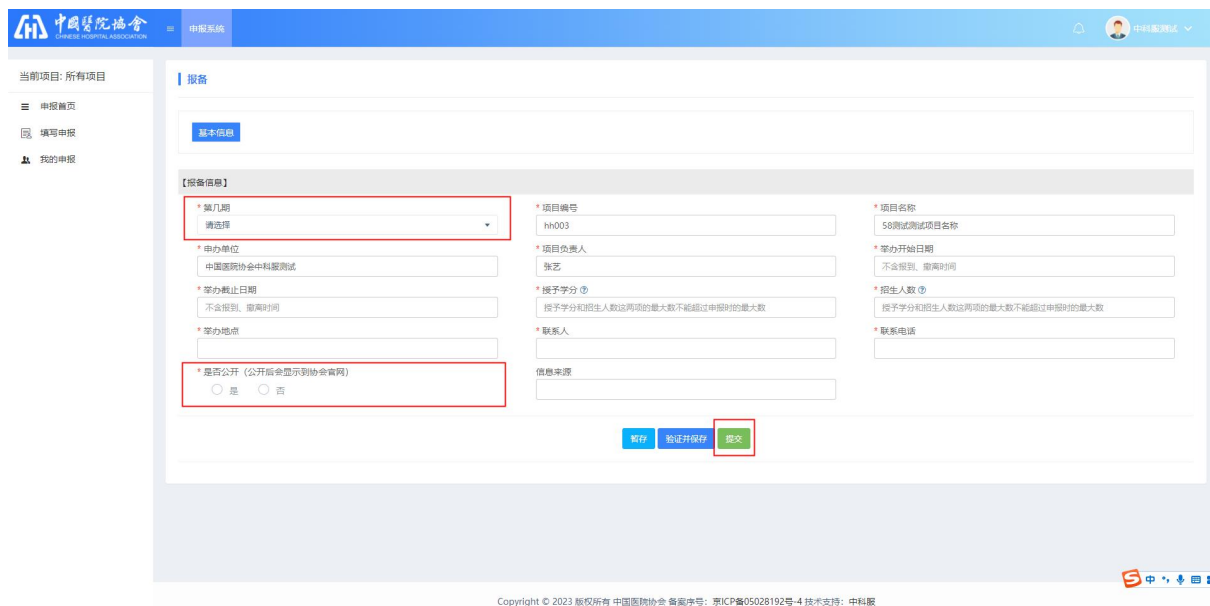 中國醫院協會
CHINESE HOSPITAL ASSOCIATION
申报系统
中科服测试
当前项目: 所有项目
申报首页
填写申报
我的申报
报备
基本信息
【报备信息】
* 第几期
请选择
* 项目编号
hh003
* 项目名称
58测试测试项目名称
* 申办单位
中国医院协会中科服测试
* 项目负责人
张艺
* 举办开始日期
不含报到、撤离时间
* 举办截止日期
不含报到、撤离时间
* 授予学分
授予学分和招生人数这两项的最大数不能超过申报时的最大数
* 招生人数
授予学分和招生人数这两项的最大数不能超过申报时的最大数
* 举办地点
* 联系人
* 联系电话
* 是否公开（公开后会显示到协会官网）
是 否
信息来源
暂存 验证并保存 提交
中
Copyright © 2023 版权所有 中国医院协会 备案序号：京ICP备05028192号-4 技术支持：中科服